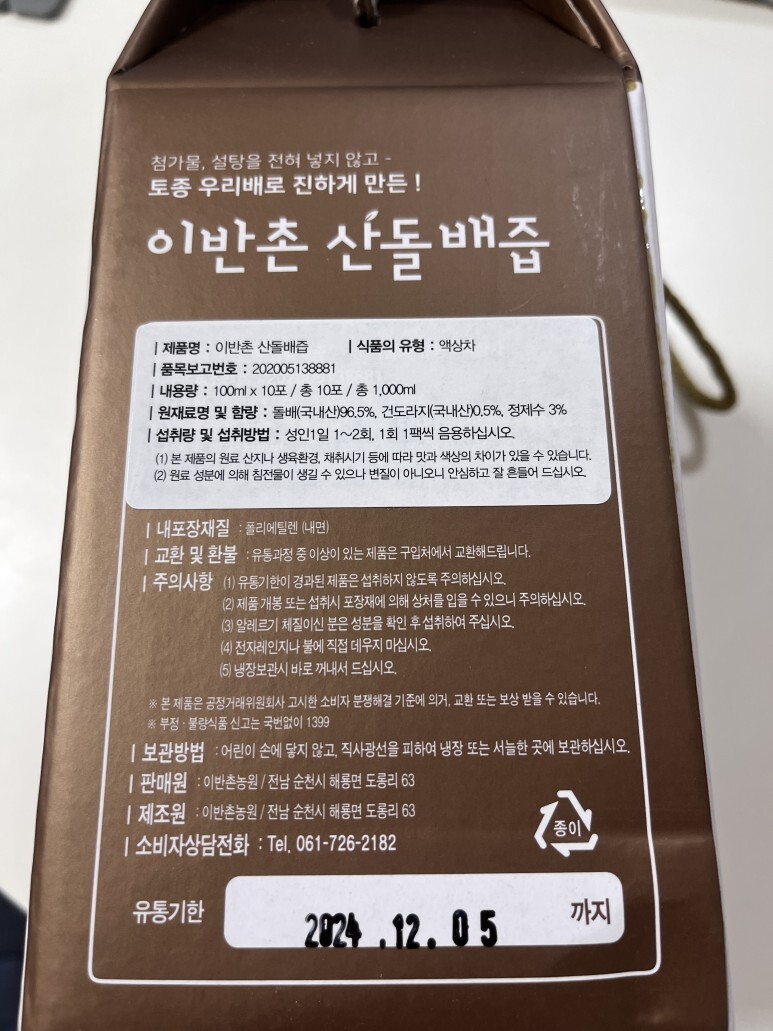 첨가물, 설탕을 전혀 넣지 않고 -
토종 우리배로 진하게 만든 !
이반촌 산돌배즙
| 제품명 : 이반촌 산돌배즙 | 식품의 유형 : 액상차
| 품목보고번호 : 202005138881
| 내용량 : 100ml x 10포 / 총 10포 / 총 1,000ml
| 원재료명 및 함량 : 돌배(국내산)96.5%, 건도라지(국내산)0.5%, 정제수 3%
| 섭취량 및 섭취방법 : 성인1일 1~2회, 1회 1팩씩 음용하십시오.
(1) 본 제품의 원료 산지나 생육환경, 채취시기 등에 따라 맛과 색상의 차이가 있을 수 있습니다.
(2) 원료 성분에 의해 침전물이 생길 수 있으나 변질이 아니오니 안심하고 잘 흔들어 드십시오.
| 내포장재질 : 폴리에틸렌 (내면)
| 교환 및 환불 : 유통과정 중 이상이 있는 제품은 구입처에서 교환해드립니다.
| 주의사항 (1) 유통기한이 경과된 제품은 섭취하지 않도록 주의하십시오.
(2) 제품 개봉 또는 섭취시 포장재에 의해 상처를 입을 수 있으니 주의하십시오.
(3) 알레르기 체질이신 분은 성분을 확인 후 섭취하여 주십시오.
(4) 전자레인지나 불에 직접 데우지 마십시오.
(5) 냉장보관시 바로 꺼내서 드십시오.
※ 본 제품은 공정거래위원회사 고시한 소비자 분쟁해결 기준에 의거, 교환 또는 보상 받을 수 있습니다.
※ 부정 · 불량식품 신고는 국번없이 1399
| 보관방법 : 어린이 손에 닿지 않고, 직사광선을 피하여 냉장 또는 서늘한 곳에 보관하십시오.
| 판매원 : 이반촌농원 / 전남 순천시 해룡면 도롱리 63
| 제조원 : 이반촌농원 / 전남 순천시 해룡면 도롱리 63
| 소비자상담전화 : Tel. 061-726-2182
종이
유통기한 2024 .12. 05 까지